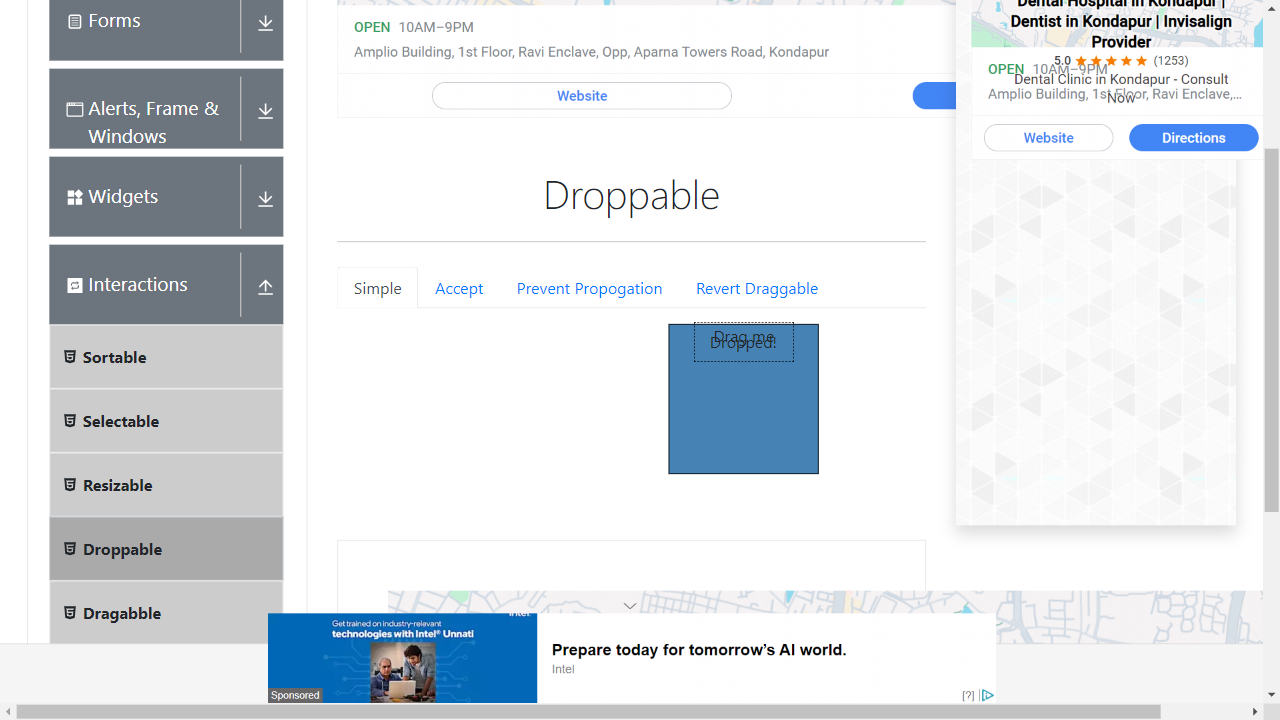 Forms
Alerts, Frame &
Windows
Widgets
Interactions
Sortable
Selectable
Resizable
Droppable
Dragabble
OPEN 10AM–9PM
Amplio Building, 1st Floor, Ravi Enclave, Opp, Aparna Towers Road, Kondapur
Website
Droppable
Simple
Accept
Prevent Propogation
Revert Draggable
Drag me
Dropped!
Dental Hospital in Kondapur |
Dentist in Kondapur | Invisalign
Provider
5.0 (1253)
OPEN 10AM–9PM
Dental Clinic in Kondapur - Consult
Now
Amplio Building, 1st Floor, Ravi Enclave,...
Website
Directions
intel
Get trained on industry-relevant
technologies with Intel® Unnati
Sponsored
Prepare today for tomorrow's AI world.
Intel
[?]